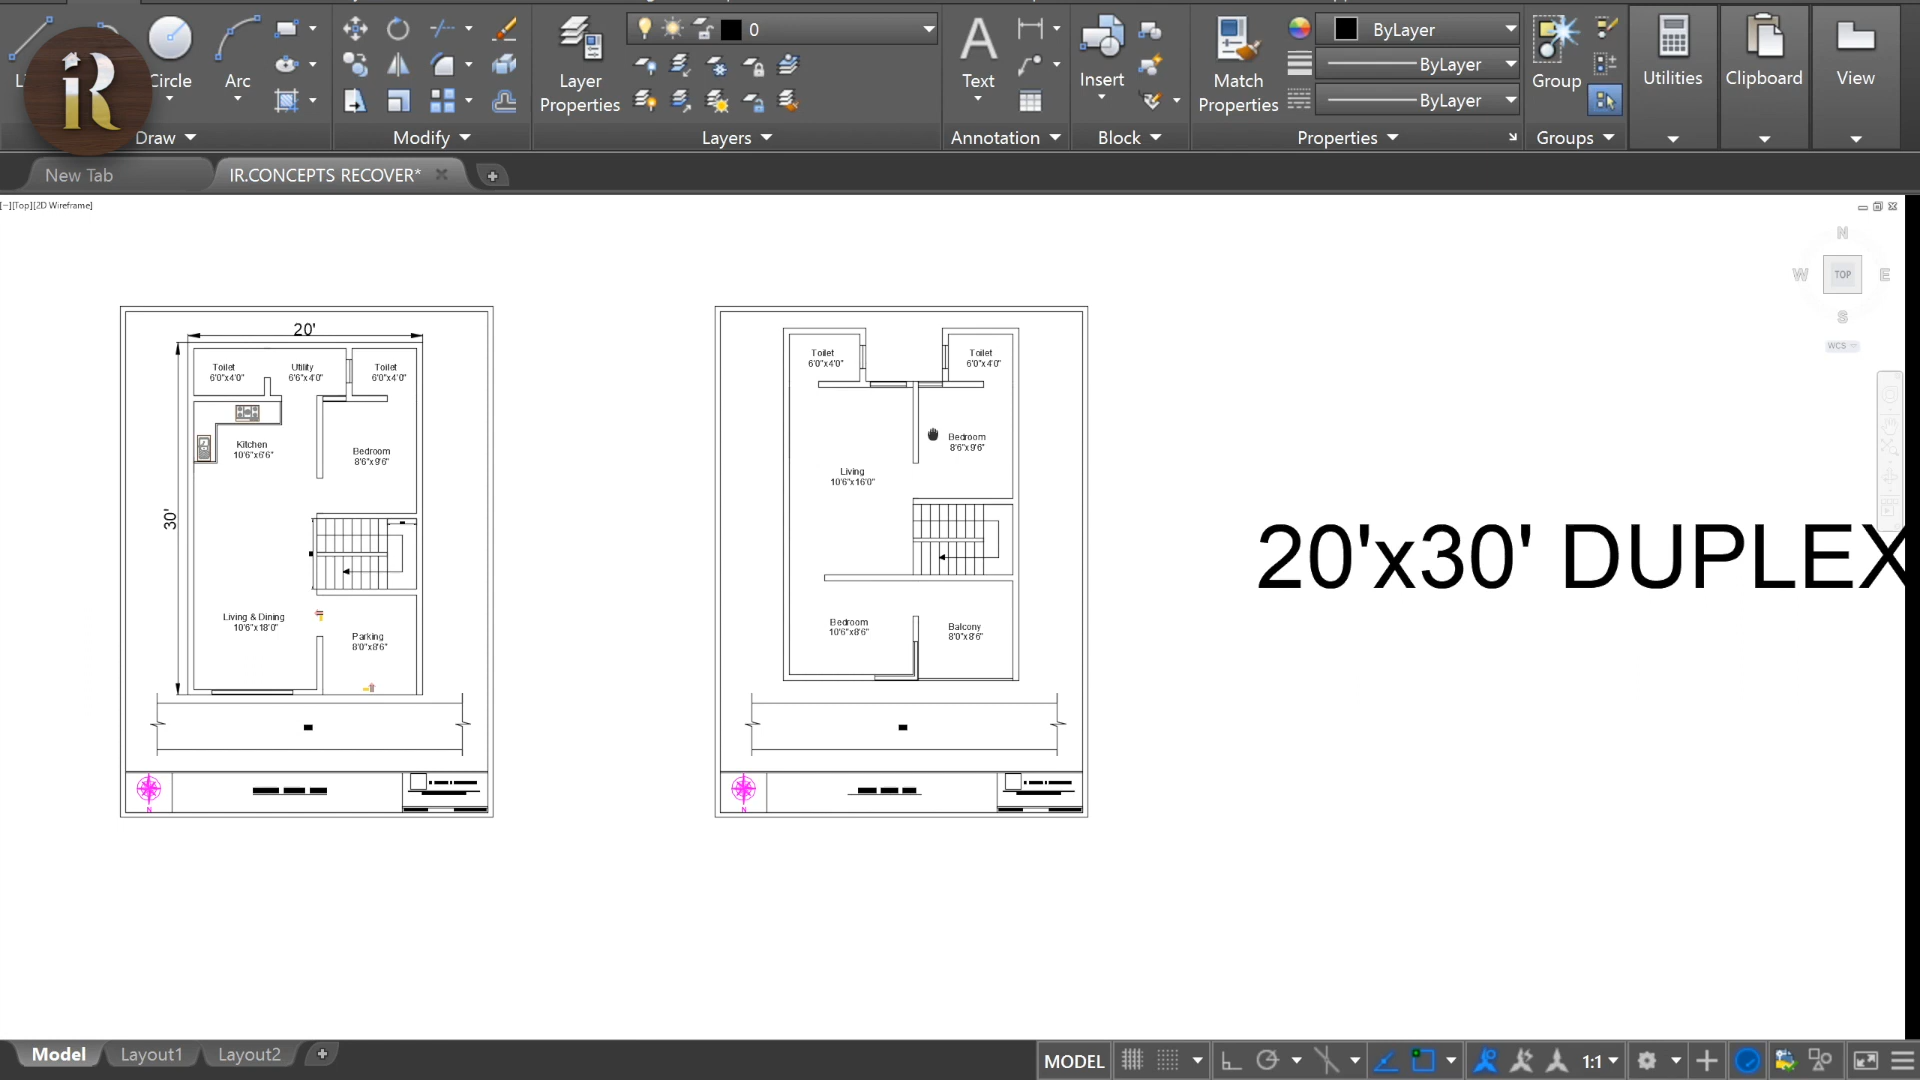 0
ByLayer
ByLayer
ByLayer
Circle
Arc
Layer
Properties
Text
Insert
Match
Properties
Group
Utilities
Clipboard
View
iR
Draw
Modify
Layers
Annotation
Block
Properties
Groups
New Tab
IR.CONCEPTS RECOVER*
[−][Top][2D Wireframe]
N
W
TOP
E
S
WCS
20'
30'
Toilet
6'0"x4'0"
Utility
6'6"x4'0"
Toilet
6'0"x4'0"
Kitchen
10'6"x6'6"
Bedroom
8'6"x9'6"
Living & Dining
10'6"x18'0"
Parking
8'0"x8'6"
N
Toilet
6'0"x4'0"
Toilet
6'0"x4'0"
Bedroom
8'6"x9'6"
Living
10'6"x16'0"
Bedroom
10'6"x8'6"
Balcony
8'0"x8'6"
N
20'x30' DUPLEX
Model
Layout1
Layout2
MODEL
1:1